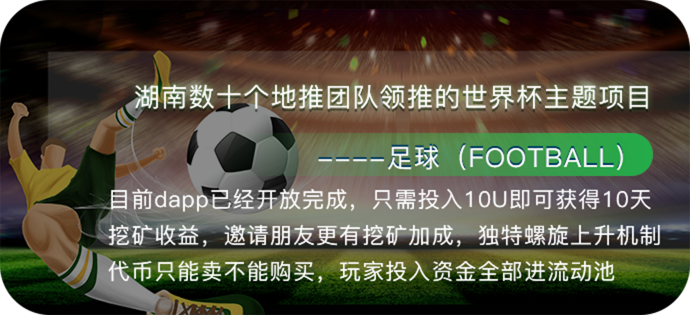 湖南数十个地推团队领推的世界杯主题项目
----足球（FOOTBALL）
目前dapp已经开放完成，只需投入10U即可获得10天
挖矿收益，邀请朋友更有挖矿加成，独特螺旋上升机制
代币只能卖不能购买，玩家投入资金全部进流动池